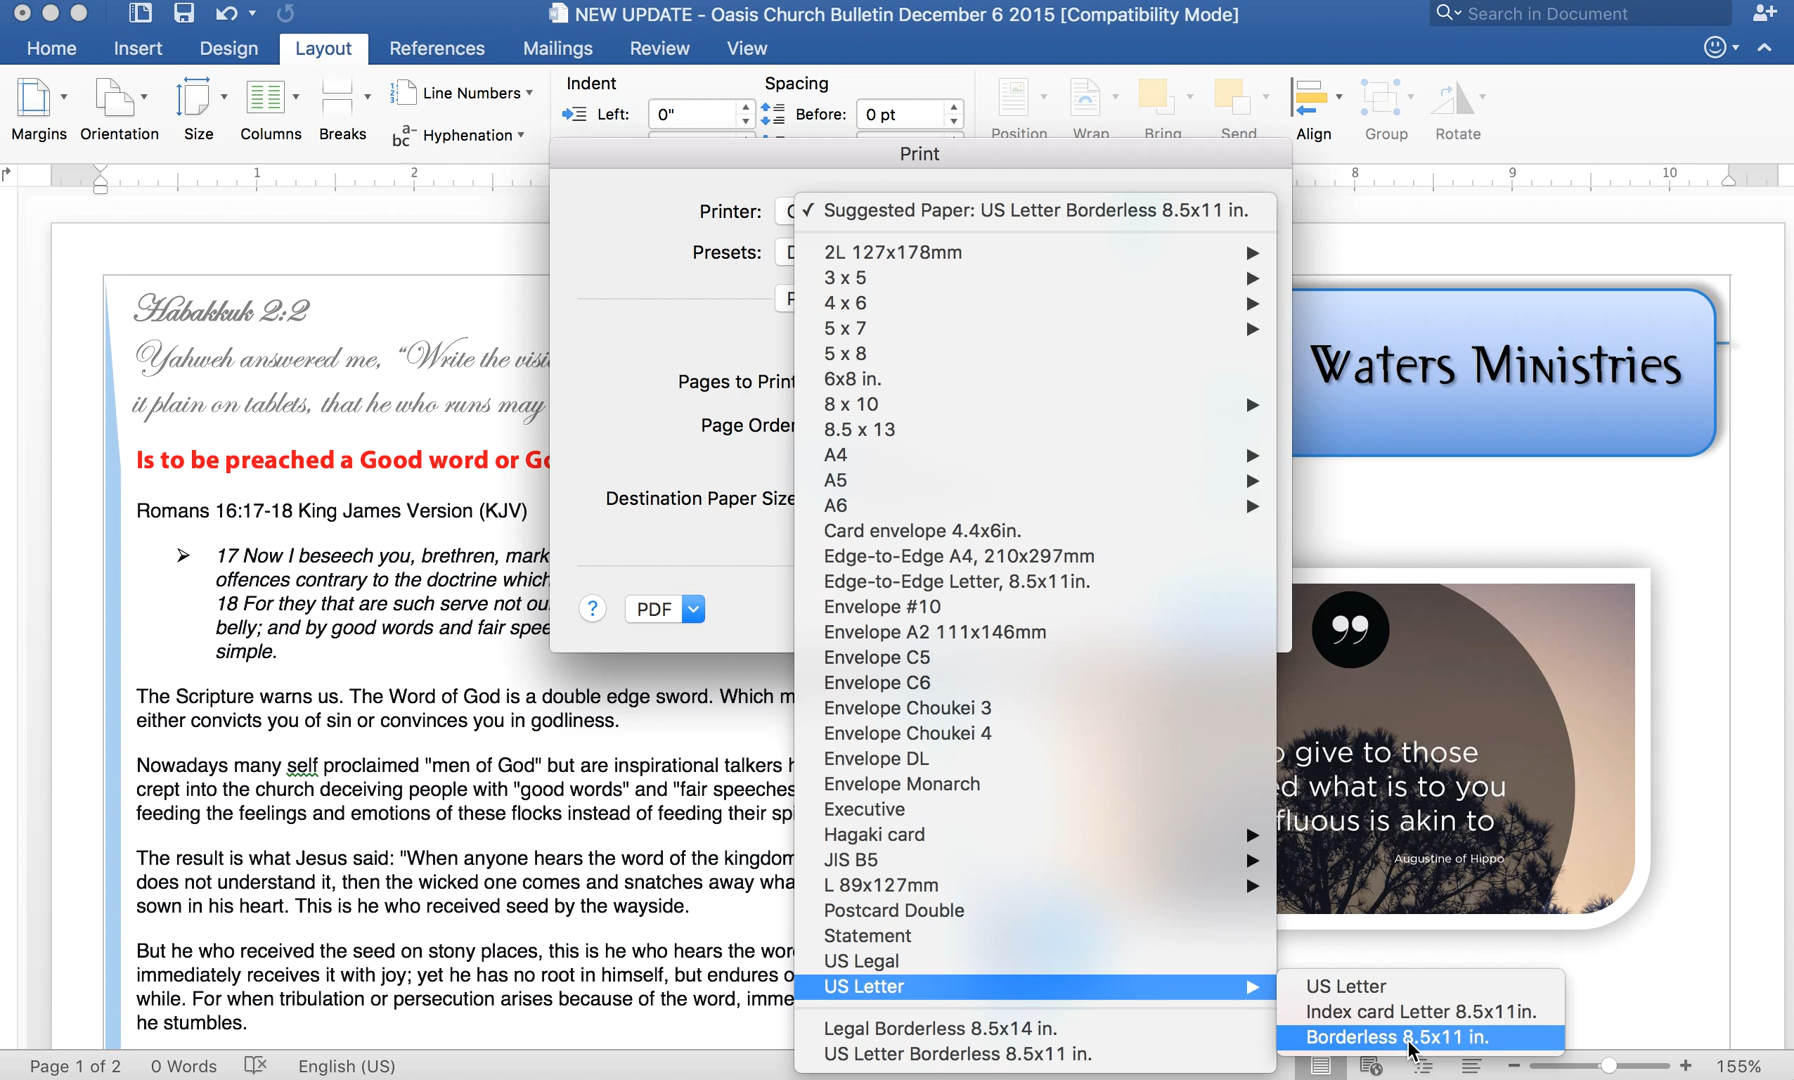 NEW UPDATE - Oasis Church Bulletin December 6 2015 [Compatibility Mode]
Search in Document
Home Insert Design Layout References Mailings Review View
Margins Orientation Size Columns Breaks
Line Numbers
Hyphenation
Indent
Left: 0"
Spacing
Before: 0 pt
Position Wrap Bring Send Align Group Rotate
1 2 8 9 10
Print
Printer:
Presets:
Pages to Print
Page Order
Destination Paper Size
? PDF
✓ Suggested Paper: US Letter Borderless 8.5x11 in.
2L 127x178mm
3 x 5
4 x 6
5 x 7
5 x 8
6x8 in.
8 x 10
8.5 x 13
A4
A5
A6
Card envelope 4.4x6in.
Edge-to-Edge A4, 210x297mm
Edge-to-Edge Letter, 8.5x11in.
Envelope #10
Envelope A2 111x146mm
Envelope C5
Envelope C6
Envelope Choukei 3
Envelope Choukei 4
Envelope DL
Envelope Monarch
Executive
Hagaki card
JIS B5
L 89x127mm
Postcard Double
Statement
US Legal
US Letter
Legal Borderless 8.5x14 in.
US Letter Borderless 8.5x11 in.
US Letter
Index card Letter 8.5x11in.
Borderless 8.5x11 in.
Habakkuk 2:2
Yahweh answered me, "Write the
it plain on tablets, that he who runs may
Is to be preached a Good word or
Romans 16:17-18 King James Version (KJV)
➢ 17 Now I beseech you, brethren, mark
offences contrary to the doctrine which
18 For they that are such serve not
belly; and by good words and fair
simple.
The Scripture warns us. The Word of God is a double edge sword. Which
either convicts you of sin or convinces you in godliness.
Nowadays many self proclaimed "men of God" but are inspirational talkers
crept into the church deceiving people with "good words" and "fair speeches
feeding the feelings and emotions of these flocks instead of feeding their
The result is what Jesus said: "When anyone hears the word of the kingdom
does not understand it, then the wicked one comes and snatches away
sown in his heart. This is he who received seed by the wayside.
But he who received the seed on stony places, this is he who hears the
immediately receives it with joy; yet he has no root in himself, but endures
while. For when tribulation or persecution arises because of the word,
he stumbles.
Waters Ministries
give to those
what is to you
fluous is akin to
Augustine of Hippo
Page 1 of 2 0 Words English (US) 155%